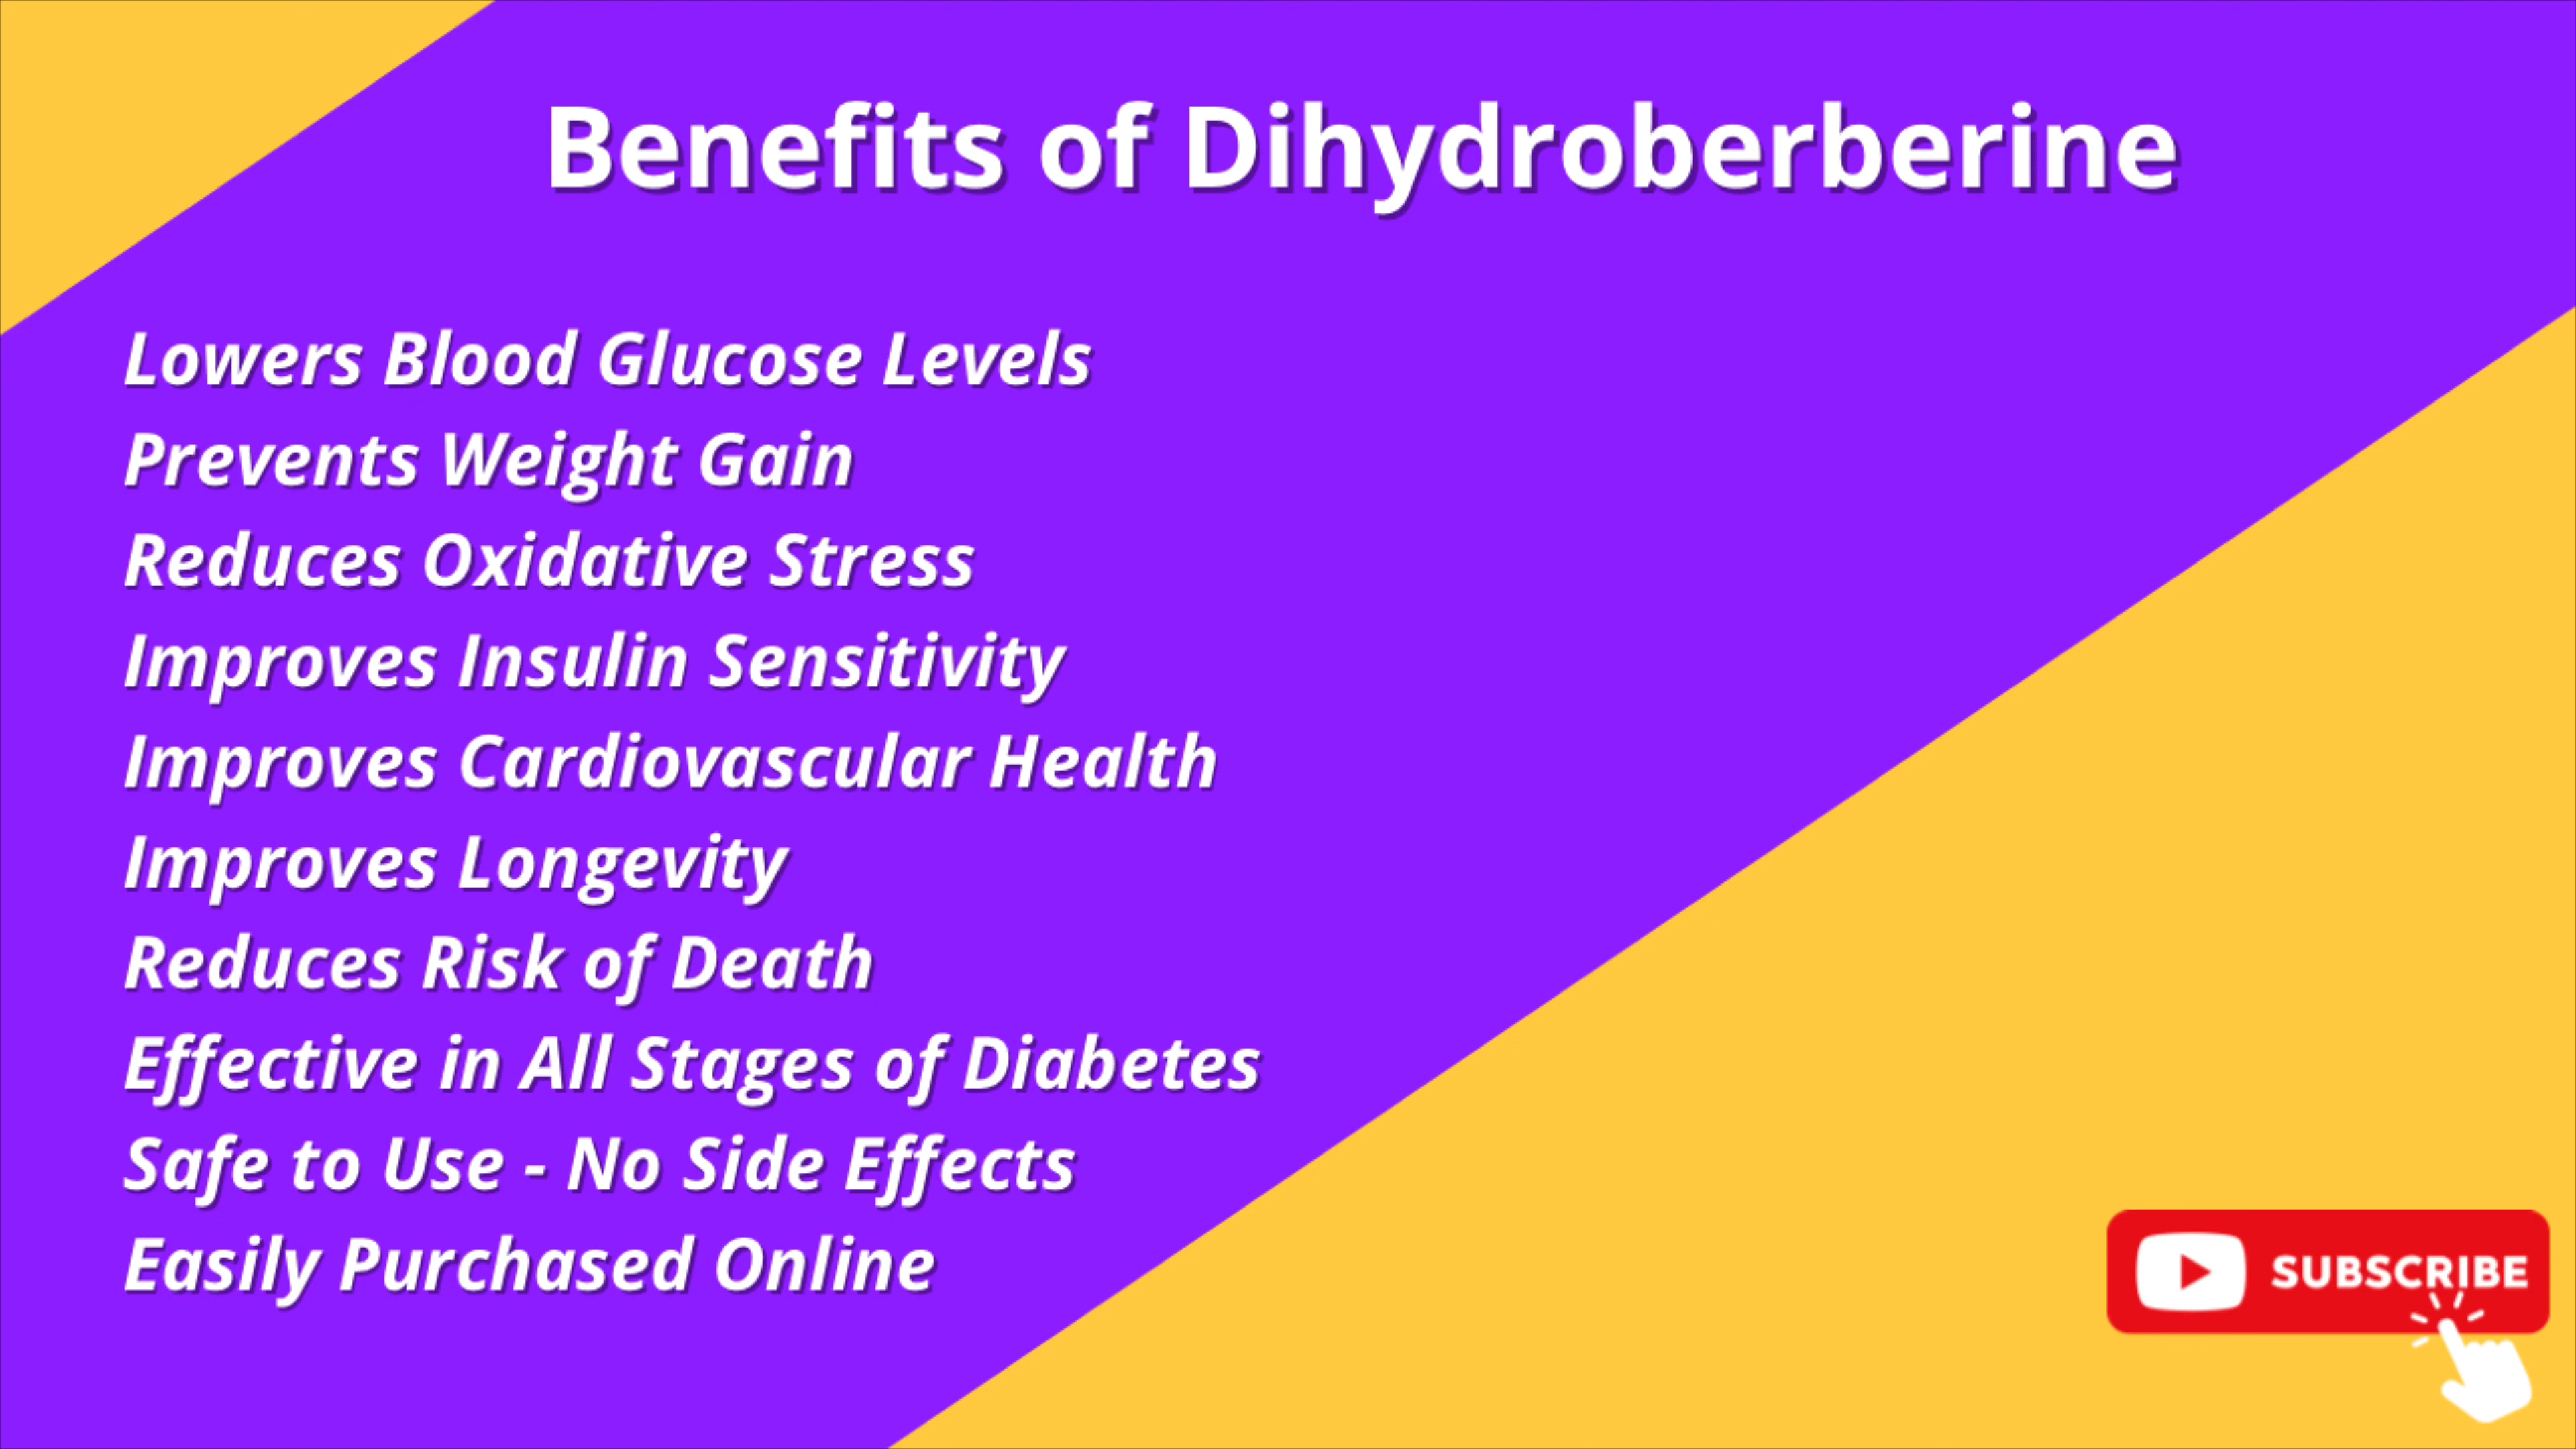 Benefits of Dihydroberberine
Lowers Blood Glucose Levels
Prevents Weight Gain
Reduces Oxidative Stress
Improves Insulin Sensitivity
Improves Cardiovascular Health
Improves Longevity
Reduces Risk of Death
Effective in All Stages of Diabetes
Safe to Use - No Side Effects
Easily Purchased Online
SUBSCRIBE